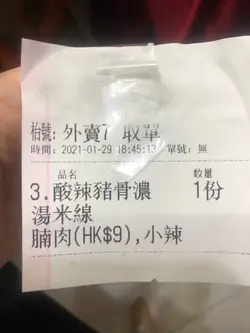 枱號: 外賣7 取單
時間: 2021-01-29 18:45:13 單號: 無
品名 數量
3.酸辣豬骨濃 1份
湯米線
腩肉(HK$9),小辣